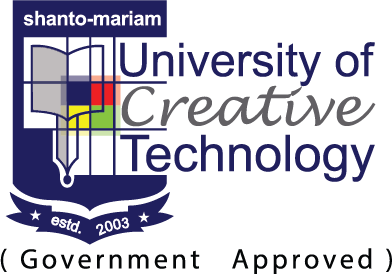 shanto-mariam
University of
Creative
Technology
estd. 2003
( Government Approved )